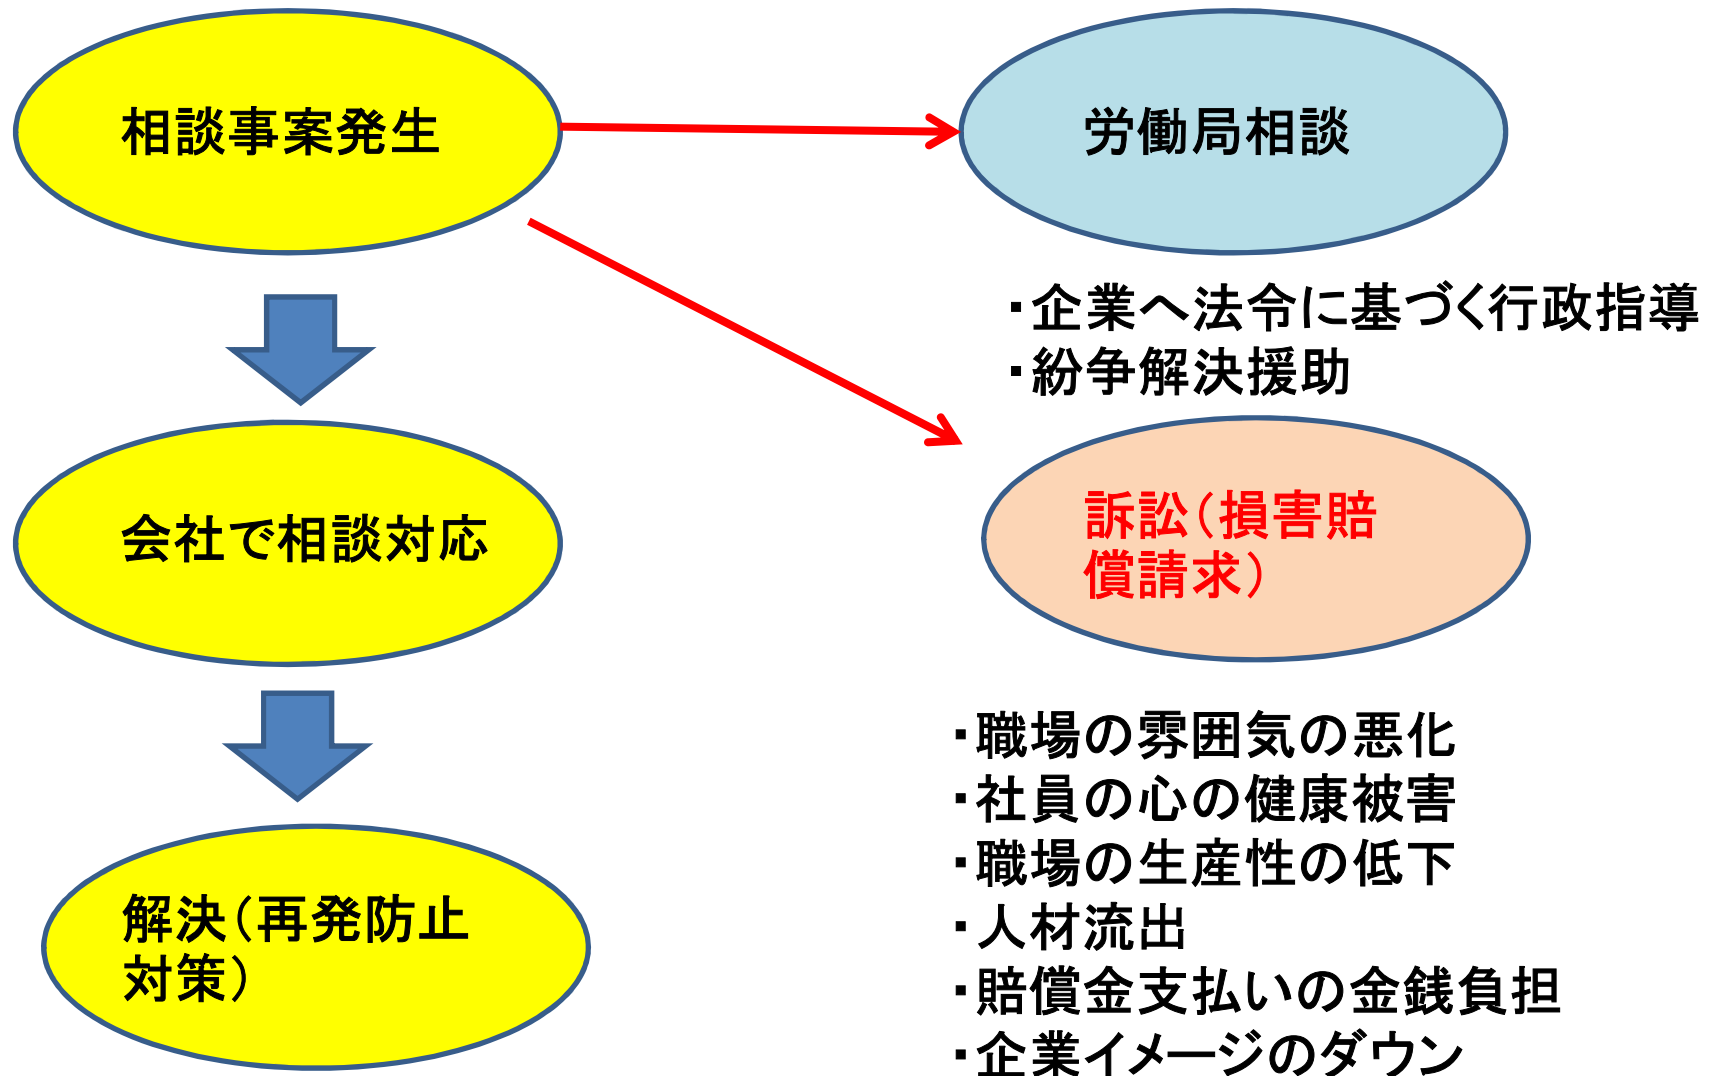 相談事案発生
労働局相談
・企業へ法令に基づく行政指導
・紛争解決援助
会社で相談対応
訴訟（損害賠
償請求）
解決（再発防止
対策）
・職場の雰囲気の悪化
・社員の心の健康被害
・職場の生産性の低下
・人材流出
・賠償金支払いの金銭負担
・企業イメージのダウン